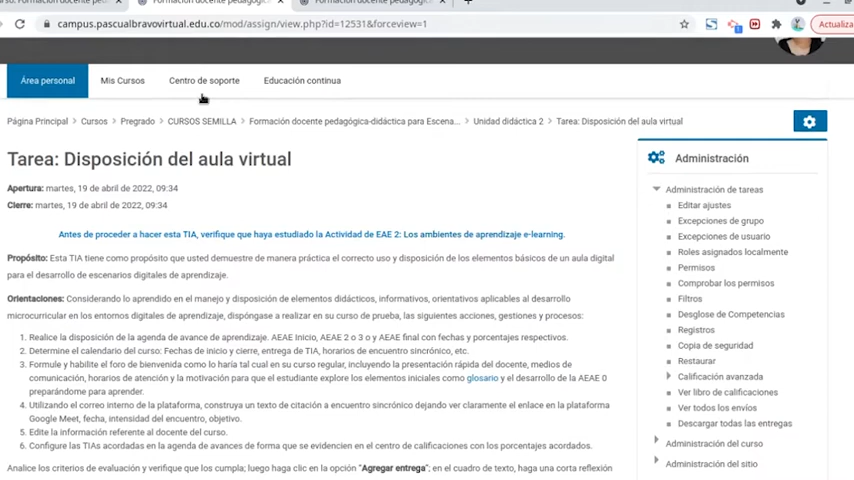 Formación docente pedagóg
campus.pascualbravovirtual.edu.co/mod/assign/view.php?id=12531&forceview=1
Actualiza
Área personal
Mis Cursos
Centro de soporte
Educación continua
Página Principal > Cursos > Pregrado > CURSOS SEMILLA > Formación docente pedagógica-didáctica para Escena... > Unidad didáctica 2 > Tarea: Disposición del aula virtual
Tarea: Disposición del aula virtual
Apertura: martes, 19 de abril de 2022, 09:34
Cierre: martes, 19 de abril de 2022, 09:34
Antes de proceder a hacer esta TIA, verifique que haya estudiado la Actividad de EAE 2: Los ambientes de aprendizaje e-learning.
Propósito: Esta TIA tiene como propósito que usted demuestre de manera práctica el correcto uso y disposición de los elementos básicos de un aula digital
para el desarrollo de escenarios digitales de aprendizaje.
Orientaciones: Considerando lo aprendido en el manejo y disposición de elementos didácticos, informativos, orientativos aplicables al desarrollo
microcurricular en los entornos digitales de aprendizaje, dispóngase a realizar en su curso de prueba, las siguientes acciones, gestiones y procesos:
1. Realice la disposición de la agenda de avance de aprendizaje. AEAE Inicio, AEAE 2 o 3 o y AEAE final con fechas y porcentajes respectivos.
2. Determine el calendario del curso: Fechas de inicio y cierre, entrega de TIA, horarios de encuentro sincrónico, etc.
3. Formule y habilite el foro de bienvenida como lo haría tal cual en su curso regular, incluyendo la presentación rápida del docente, medios de
comunicación, horarios de atención y la motivación para que el estudiante explore los elementos iniciales como glosario y el desarrollo de la AEAE 0
preparándome para aprender.
4. Utilizando el correo interno de la plataforma, construya un texto de citación a encuentro sincrónico dejando ver claramente el enlace en la plataforma
Google Meet, fecha, intensidad del encuentro, objetivo.
5. Edite la información referente al docente del curso.
6. Configure las TIAs acordadas en la agenda de avances de forma que se evidencien en el centro de calificaciones con los porcentajes acordados.
Analice los criterios de evaluación y verifique que los cumpla; luego haga clic en la opción "Agregar entrega"; en el cuadro de texto, haga una corta reflexión
Administración
Administración de tareas
Editar ajustes
Excepciones de grupo
Excepciones de usuario
Roles asignados localmente
Permisos
Comprobar los permisos
Filtros
Desglose de Competencias
Registros
Copia de seguridad
Restaurar
Calificación avanzada
Ver libro de calificaciones
Ver todos los envíos
Descargar todas las entregas
Administración del curso
Administración del sitio